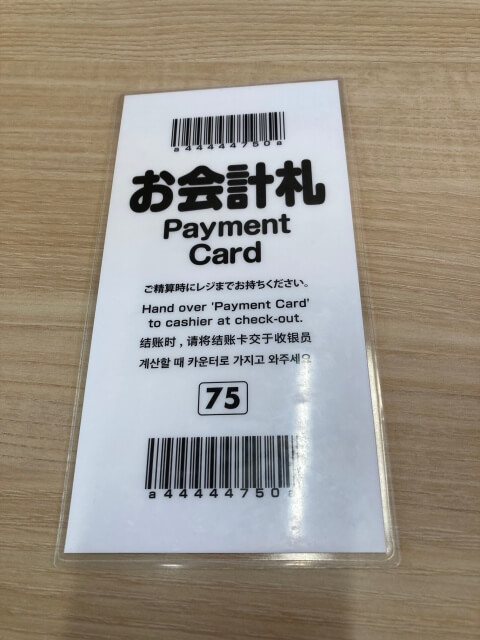 a44444750a
お会計札
Payment
Card
ご精算時にレジまでお持ちください。
Hand over 'Payment Card'
to cashier at check-out.
结账时，请将结账卡交于收银员
계산할 때 카운터로 가지고 와주세요
75
a44444750a